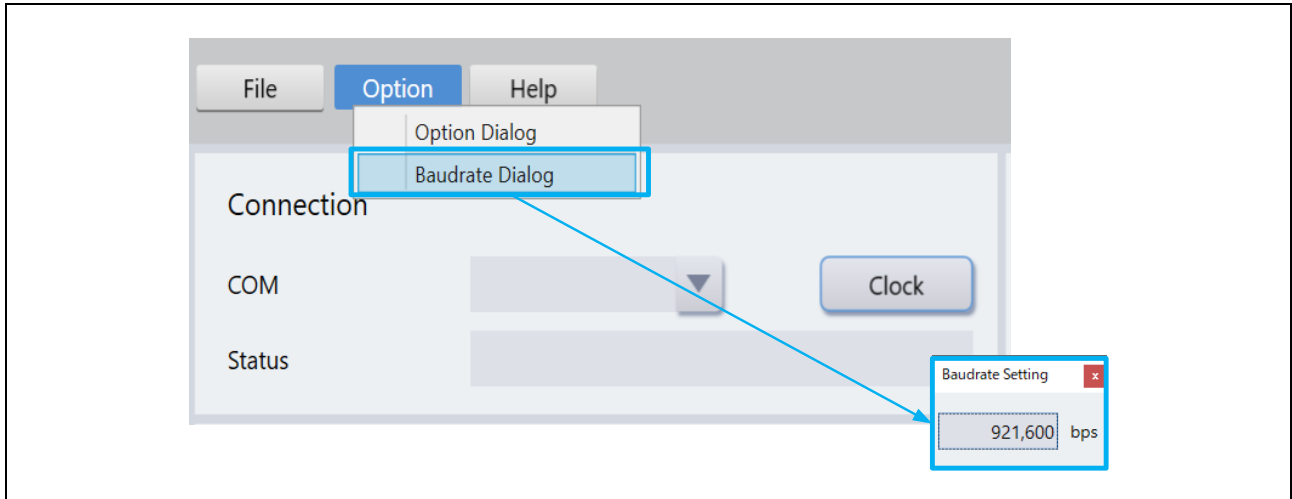 File Option Help
Option Dialog
Baudrate Dialog
Connection
COM
Clock
Status
Baudrate Setting x
921,600 bps